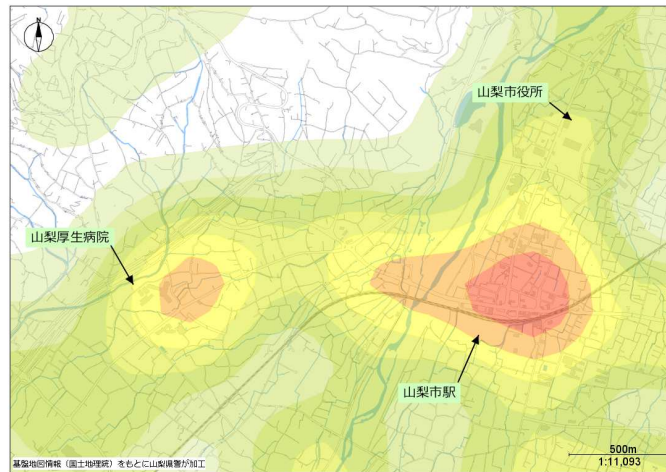 山梨市役所
山梨厚生病院
山梨市駅
基盤地図情報（国土地理院）をもとに山梨県警が加工
500m
1:11,093